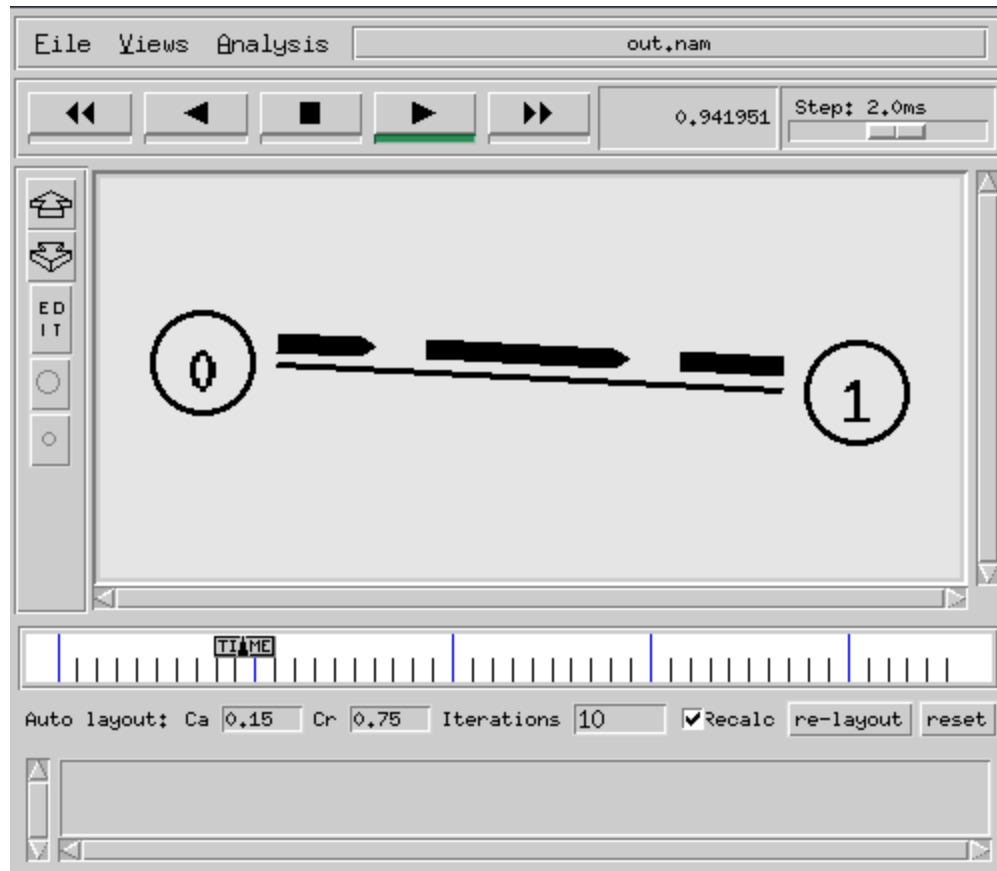 File Views Analysis out.nam
0.941951 Step: 2.0ms
ED
IT
0
1
TIME
Auto layout: Ca 0.15 Cr 0.75 Iterations 10 Recalc re-layout reset